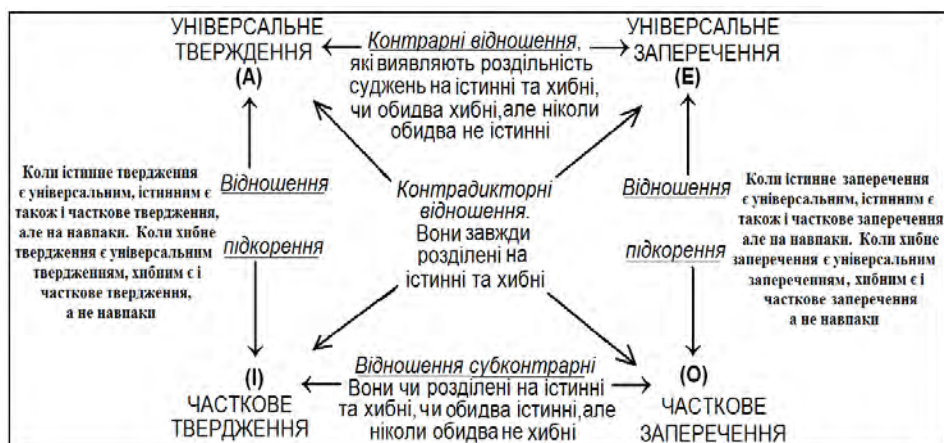 УНІВЕРСАЛЬНЕ
ТВЕРЖДЕННЯ
(А)
Контрарні відношення,
які виявляють роздільність
суджень на істинні та хибні,
чи обидва хибні, але ніколи
обидва не істинні
УНІВЕРСАЛЬНЕ
ЗАПЕРЕЧЕННЯ
(Е)
Коли істинне твердження
є універсальним, істинним є
також і часткове твердження,
але на навпаки. Коли хибне
твердження є універсальним
твердженням, хибним є і
часткове твердження,
а не навпаки
Відношення
підкорення
Контрадикторні
відношення.
Вони завжди
розділені на
істинні та хибні
Відношення
підкорення
Коли істинне заперечення
є універсальним, істинним є
також і часткове заперечення
але на навпаки. Коли хибне
заперечення є універсальним
запереченням, хибним є і
часткове заперечення
а не навпаки
(І)
ЧАСТКОВЕ
ТВЕРДЖЕННЯ
Відношення субконтрарні
Вони чи розділені на істинні
та хибні, чи обидва істинні, але
ніколи обидва не хибні
(О)
ЧАСТКОВЕ
ЗАПЕРЕЧЕННЯ